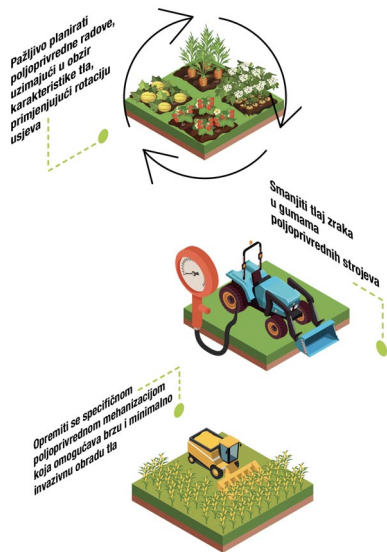 Pažljivo planirati
poljoprivredne radove,
uzimajući u obzir
karakteristike tla,
primjenjujući rotaciju
usjeva
Smanjiti tlaj zraka
u gumama
poljoprivrednih strojeva
Opremiti se specifičnom
poljoprivrednom mehanizacijom
koja omogućava brzu i minimalno
invazivnu obradu tla